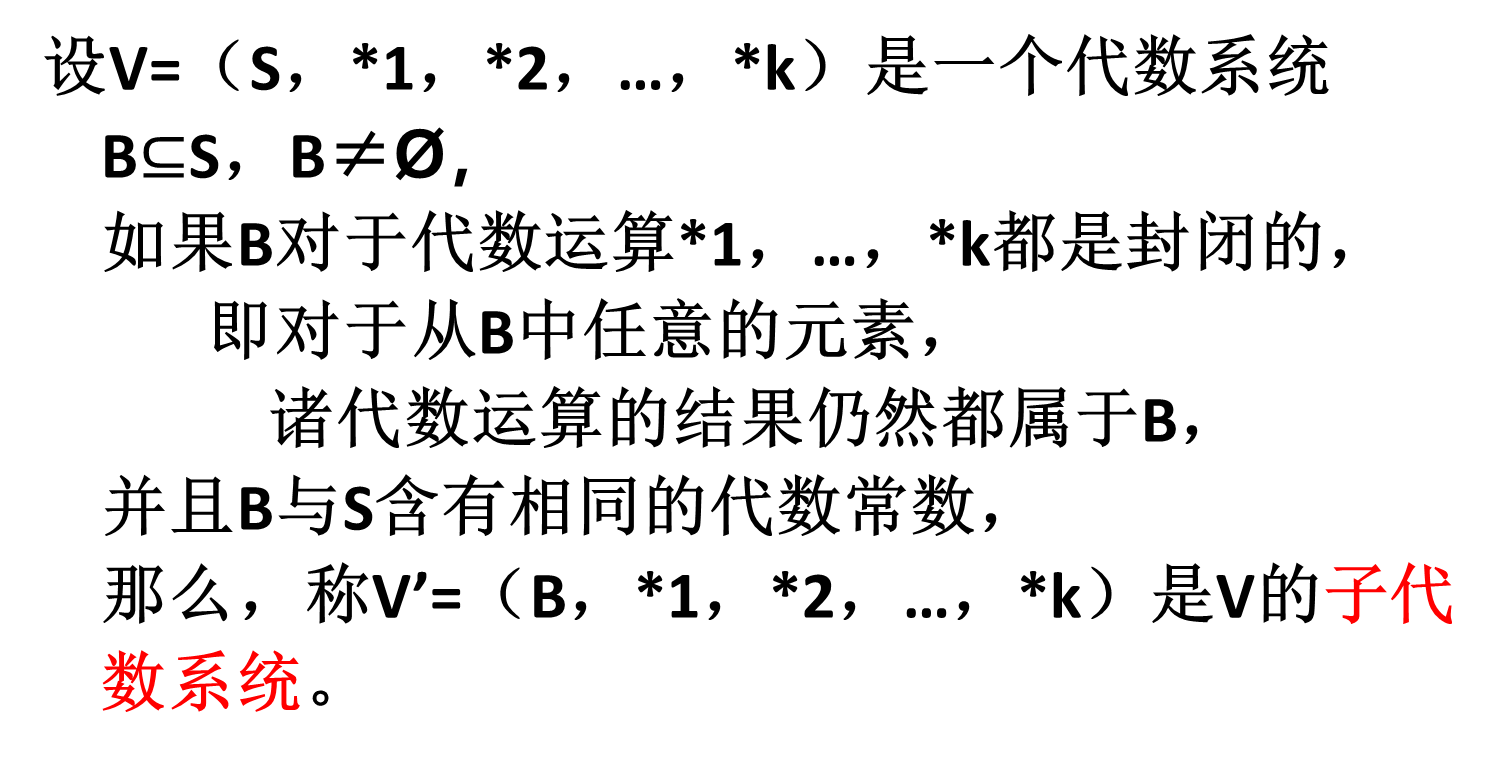 设V=（S，*1，*2，…，*k）是一个代数系统
B⊆S，B≠Ø,
如果B对于代数运算*1，…，*k都是封闭的，
即对于从B中任意的元素，
诸代数运算的结果仍然都属于B，
并且B与S含有相同的代数常数，
那么，称V’=（B，*1，*2，…，*k）是V的子代
数系统。